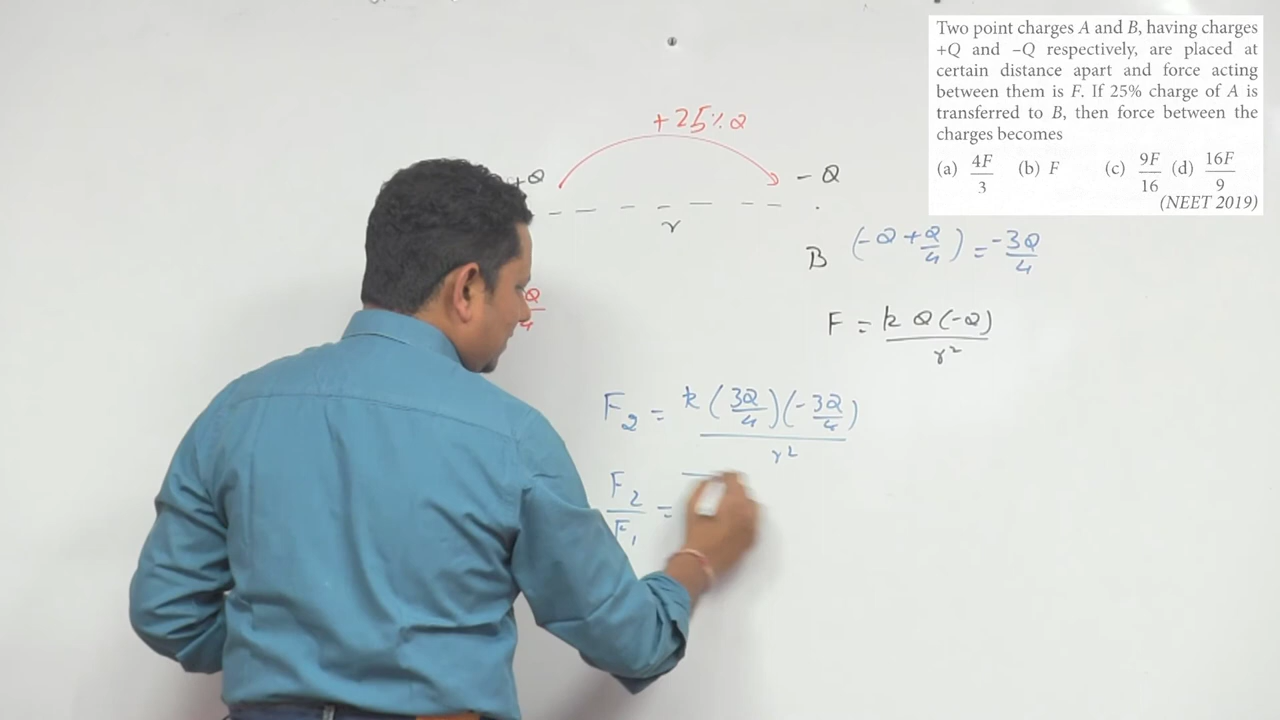 Two point charges A and B, having charges
+Q and –Q respectively, are placed at
certain distance apart and force acting
between them is F. If 25% charge of A is
transferred to B, then force between the
charges becomes
(a) 4F/3 (b) F (c) 9F/16 (d) 16F/9
(NEET 2019)
+25% Q
+Q
- Q
r
B (-Q + Q/4) = -3Q/4
Q/4
F = k Q (-Q) / r²
F₂ = k (3Q/4) (-3Q/4) / r²
F₂/F₁ =